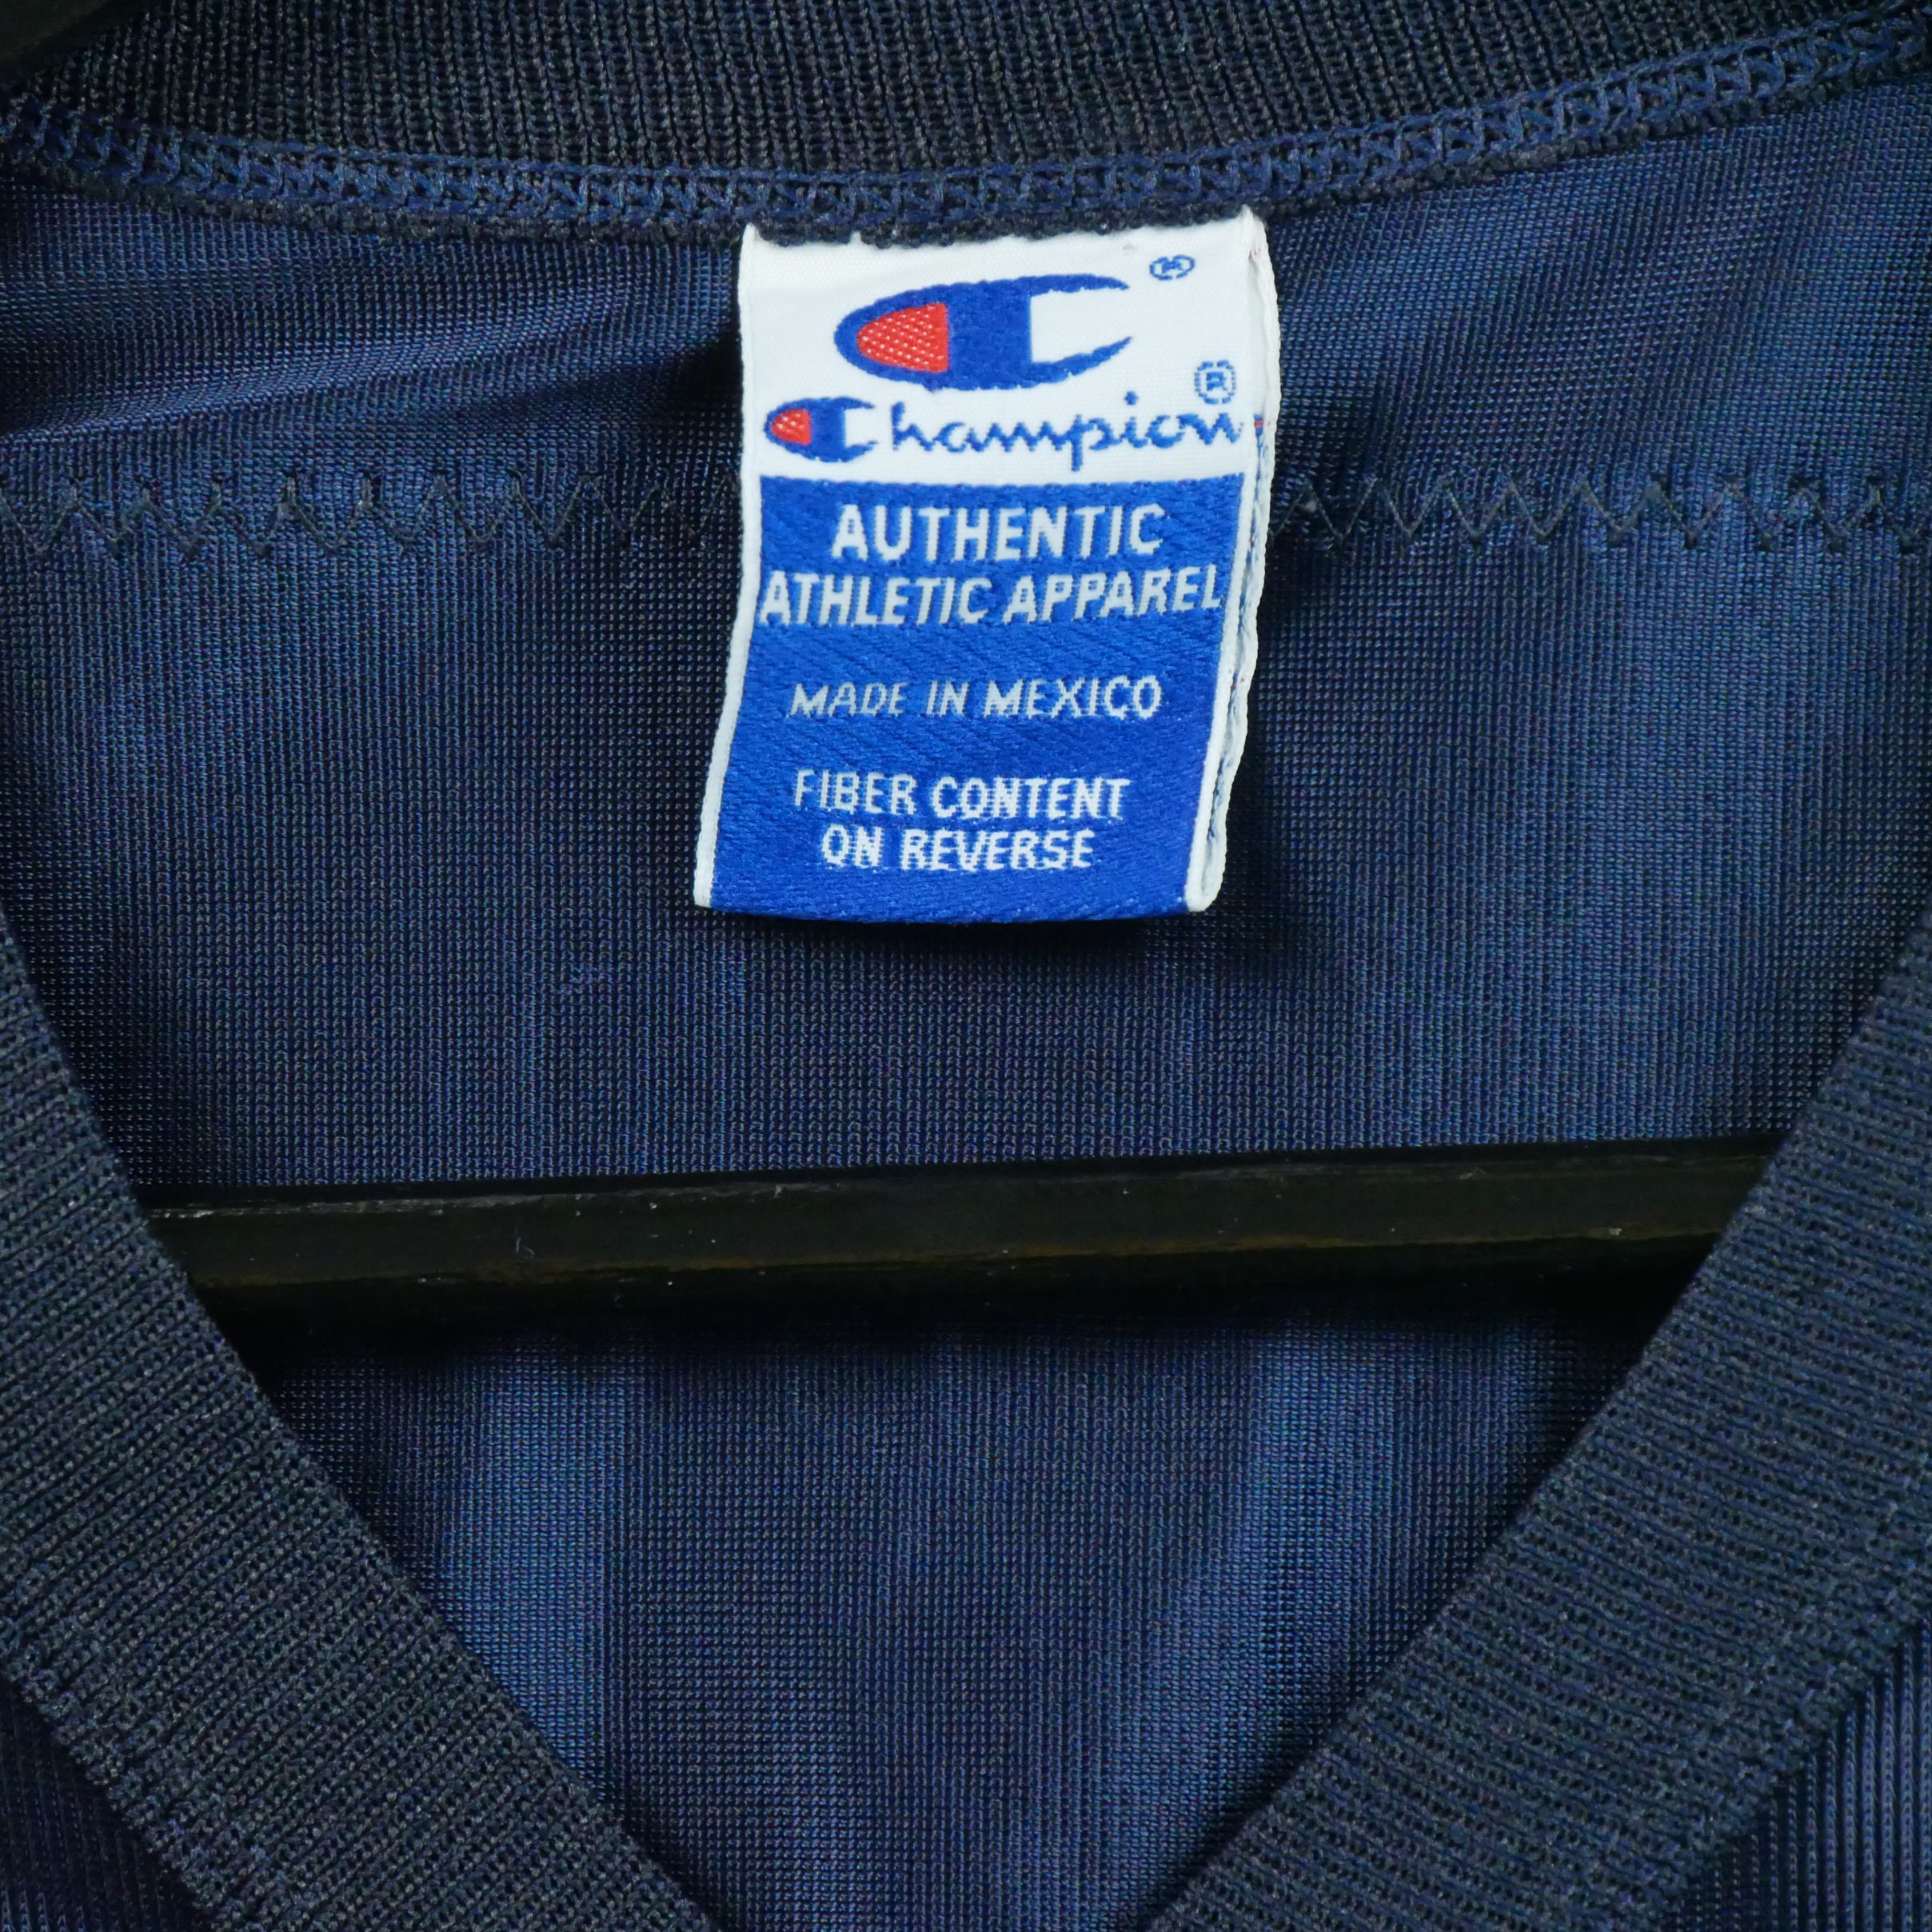 ®
Champion®
AUTHENTIC
ATHLETIC APPAREL
MADE IN MEXICO
FIBER CONTENT
ON REVERSE